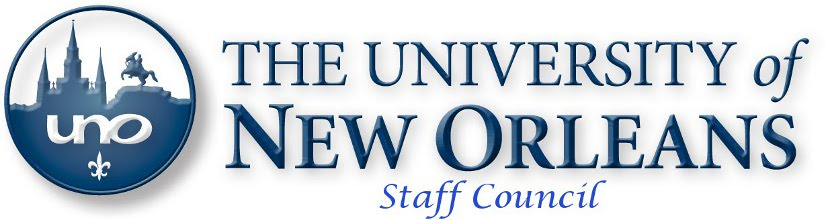 uno
THE UNIVERSITY of
NEW ORLEANS
Staff Council